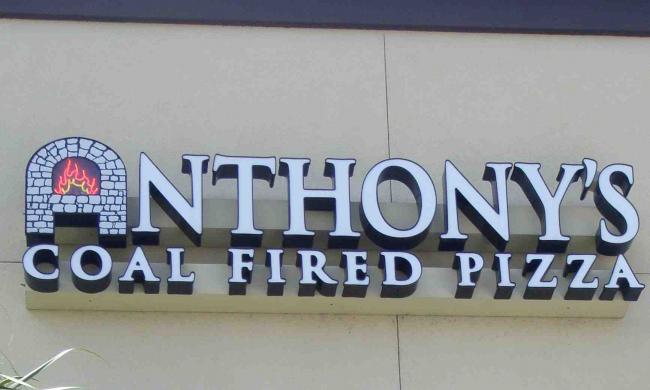 ANTHONY'S
COAL FIRED PIZZA